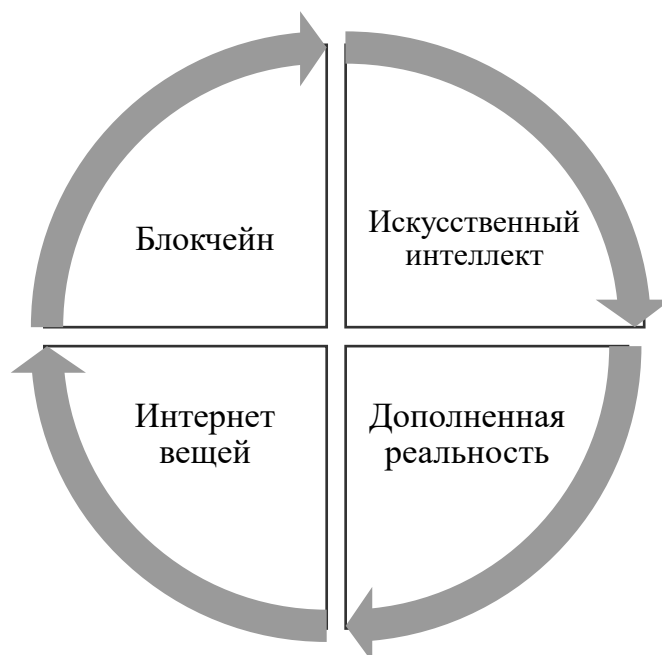 Блокчейн
Искусственный
интеллект
Интернет
вещей
Дополненная
реальность